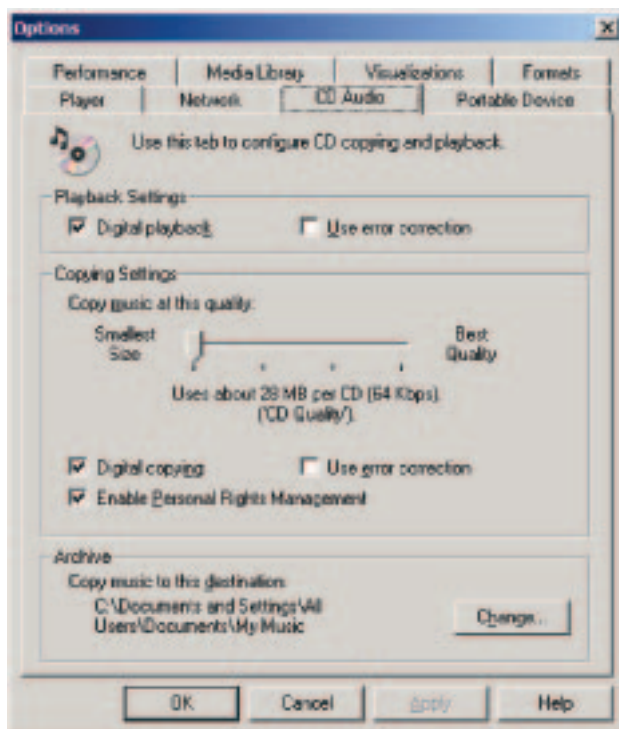 Options
Performance Media Library Visualizations Formats
Player Network CD Audio Portable Device
Use this tab to configure CD copying and playback.
Playback Settings
Digital playback Use error correction
Copying Settings
Copy music at this quality:
Smallest Size
Best Quality
Uses about 28 MB per CD (64 Kbps).
('CD Quality').
Digital copying Use error correction
Enable Personal Rights Management
Archive
Copy music to this destination:
C:\Documents and Settings\All
Users\Documents\My Music
Change...
OK Cancel Apply Help